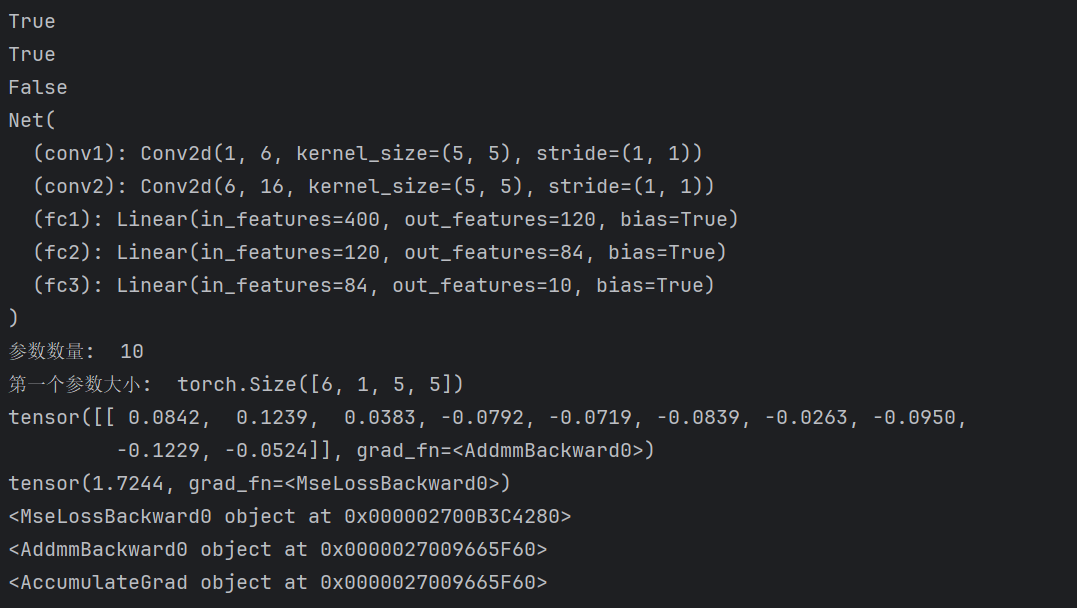 True
True
False
Net(
  (conv1): Conv2d(1, 6, kernel_size=(5, 5), stride=(1, 1))
  (conv2): Conv2d(6, 16, kernel_size=(5, 5), stride=(1, 1))
  (fc1): Linear(in_features=400, out_features=120, bias=True)
  (fc2): Linear(in_features=120, out_features=84, bias=True)
  (fc3): Linear(in_features=84, out_features=10, bias=True)
)
参数数量:  10
第一个参数大小:  torch.Size([6, 1, 5, 5])
tensor([[ 0.0842,  0.1239,  0.0383, -0.0792, -0.0719, -0.0839, -0.0263, -0.0950,
         -0.1229, -0.0524]], grad_fn=<AddmmBackward0>)
tensor(1.7244, grad_fn=<MseLossBackward0>)
<MseLossBackward0 object at 0x000002700B3C4280>
<AddmmBackward0 object at 0x0000027009665F60>
<AccumulateGrad object at 0x0000027009665F60>